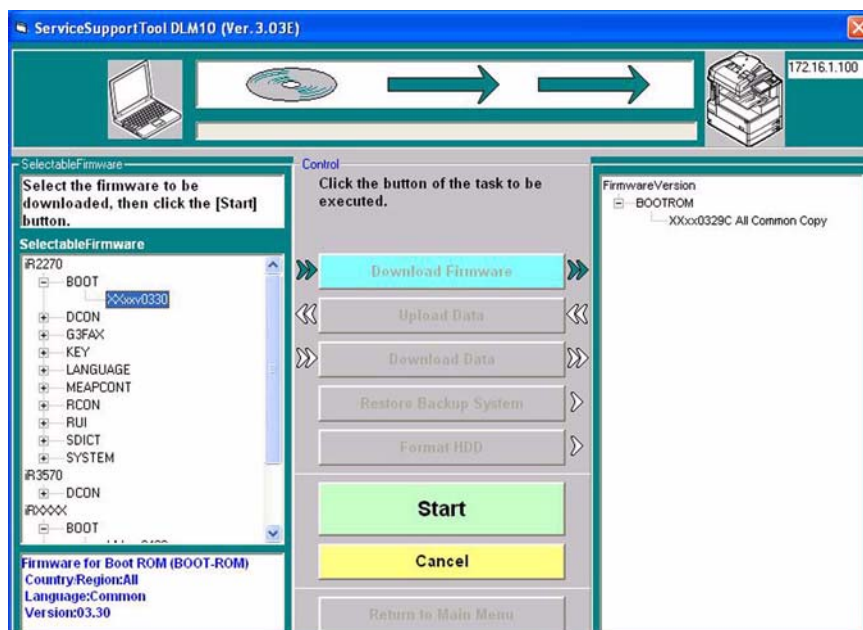 ServiceSupportTool DLM10 (Ver. 3.03E)
172.16.1.100
SelectableFirmware
Select the firmware to be
downloaded, then click the [Start]
button.
SelectableFirmware
iR2270
BOOT
XXxxv0330
DCON
G3FAX
KEY
LANGUAGE
MEAPCONT
RCON
RUI
SDICT
SYSTEM
iR3570
DCON
iRXXXX
BOOT
Firmware for Boot ROM (BOOT-ROM)
Country:Region:All
Language:Common
Version:03.30
Control
Click the button of the task to be
executed.
Download Firmware
Upload Data
Download Data
Restore Backup System
Format HDD
Start
Cancel
Return to Main Menu
FirmwareVersion
BOOTROM
XXxx0329C All Common Copy